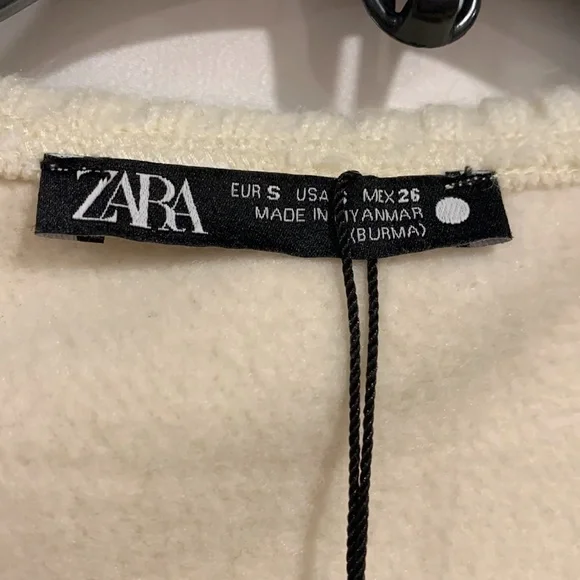 ZARA
EUR S USA MEX 26
MADE IN MYANMAR
(BURMA)